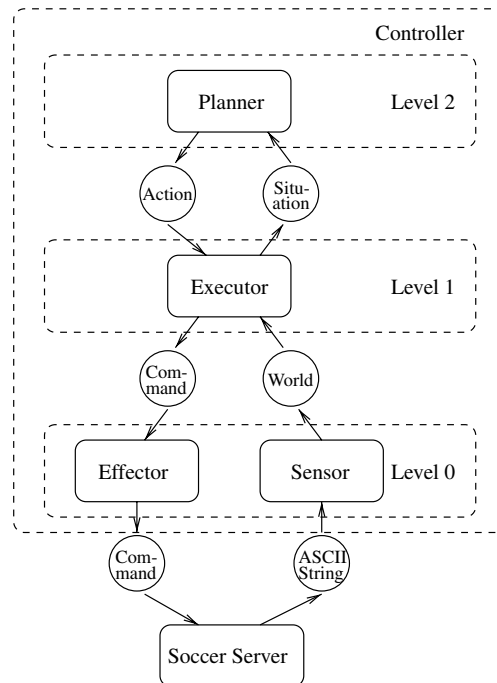 Controller
Planner
Level 2
Action
Situ-
ation
Executor
Level 1
Com-
mand
World
Effector
Sensor
Level 0
Com-
mand
ASCII
String
Soccer Server